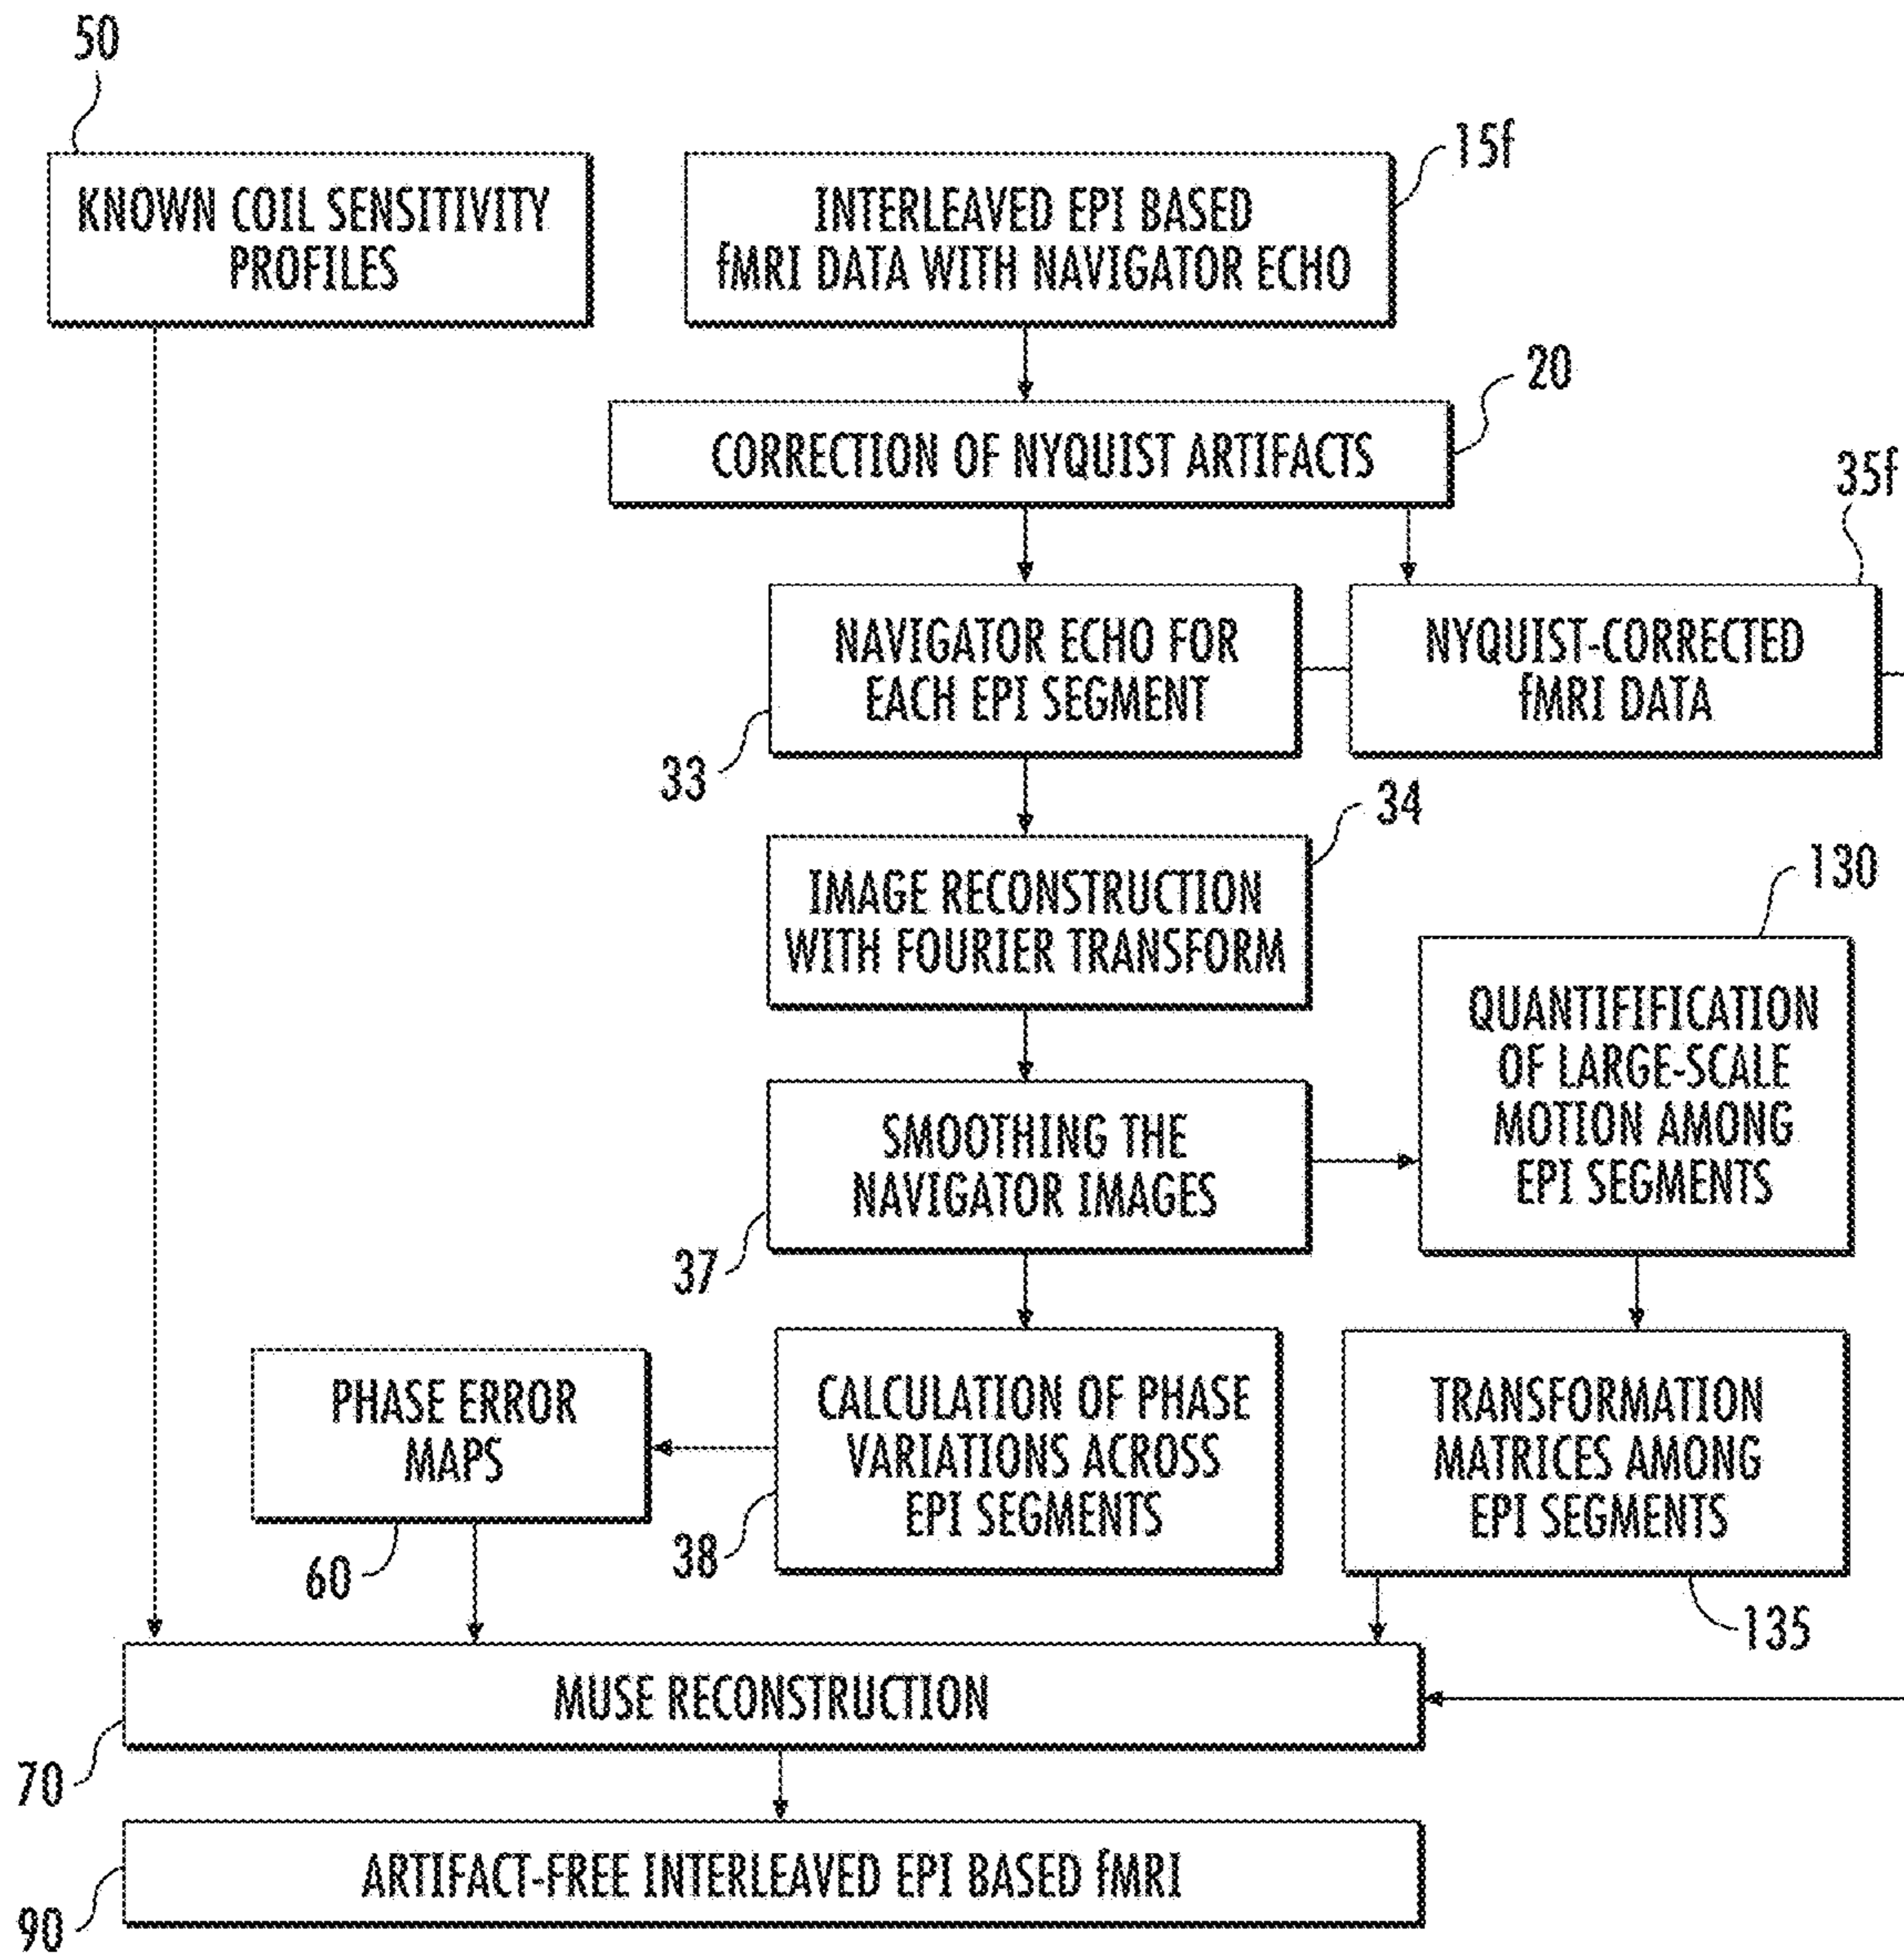 50
KNOWN COIL SENSITIVITY
PROFILES
15f
INTERLEAVED EPI BASED
fMRI DATA WITH NAVIGATOR ECHO
20
CORRECTION OF NYQUIST ARTIFACTS
35f
NAVIGATOR ECHO FOR
EACH EPI SEGMENT
33
NYQUIST-CORRECTED
fMRI DATA
34
IMAGE RECONSTRUCTION
WITH FOURIER TRANSFORM
130
QUANTIFIFICATION
OF LARGE-SCALE
MOTION AMONG
EPI SEGMENTS
SMOOTHING THE
NAVIGATOR IMAGES
37
PHASE ERROR
MAPS
60
CALCULATION OF PHASE
VARIATIONS ACROSS
EPI SEGMENTS
38
TRANSFORMATION
MATRICES AMONG
EPI SEGMENTS
135
MUSE RECONSTRUCTION
70
ARTIFACT-FREE INTERLEAVED EPI BASED fMRI
90